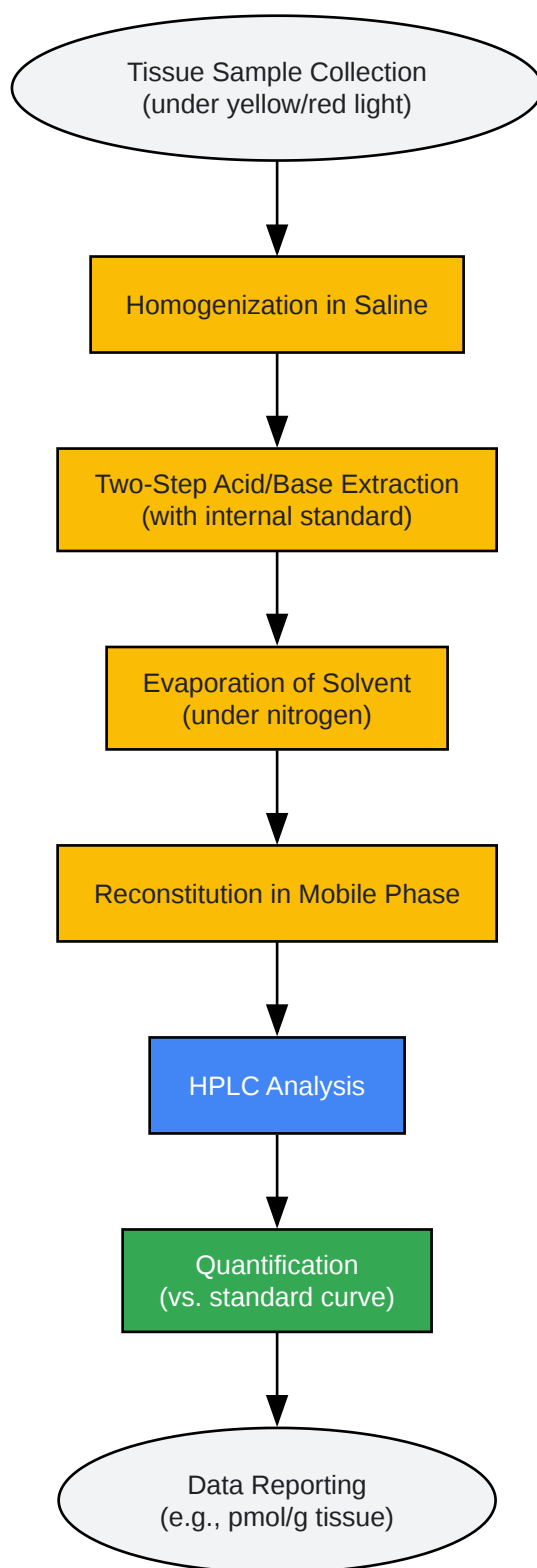 Tissue Sample Collection
(under yellow/red light)
Homogenization in Saline
Two-Step Acid/Base Extraction
(with internal standard)
Evaporation of Solvent
(under nitrogen)
Reconstitution in Mobile Phase
HPLC Analysis
Quantification
(vs. standard curve)
Data Reporting
(e.g., pmol/g tissue)